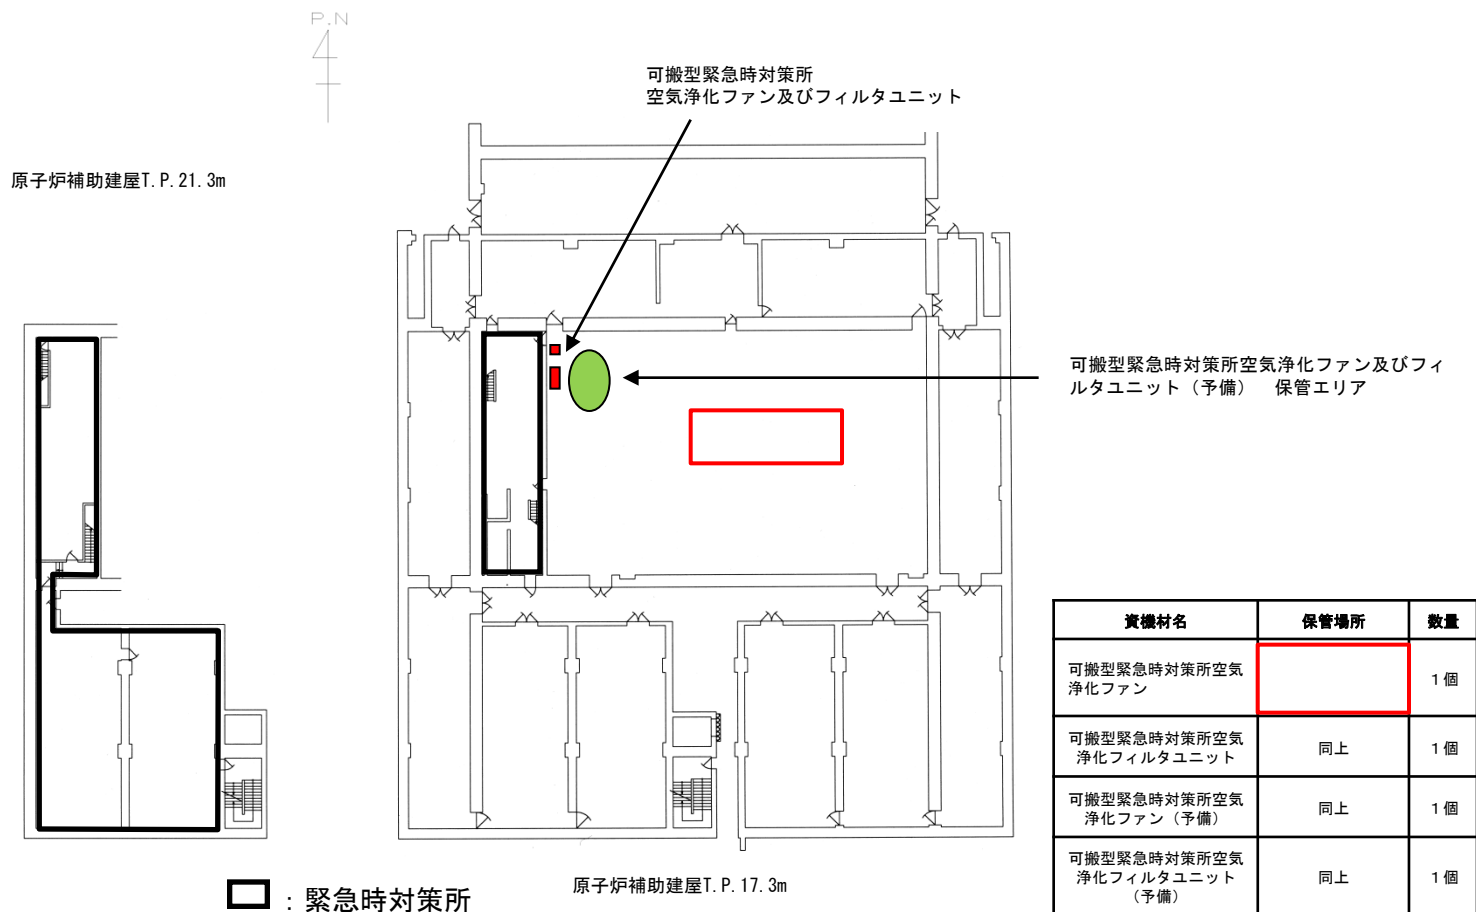 P.N
可搬型緊急時対策所
空気浄化ファン及びフィルタユニット
原子炉補助建屋T.P.21.3m
可搬型緊急時対策所空気浄化ファン及びフィ
ルタユニット（予備） 保管エリア
資機材名 保管場所 数量
可搬型緊急時対策所空気
浄化ファン
1個
可搬型緊急時対策所空気
浄化フィルタユニット
同上 1個
可搬型緊急時対策所空気
浄化ファン（予備）
同上 1個
可搬型緊急時対策所空気
浄化フィルタユニット
（予備）
同上 1個
原子炉補助建屋T.P.17.3m
：緊急時対策所